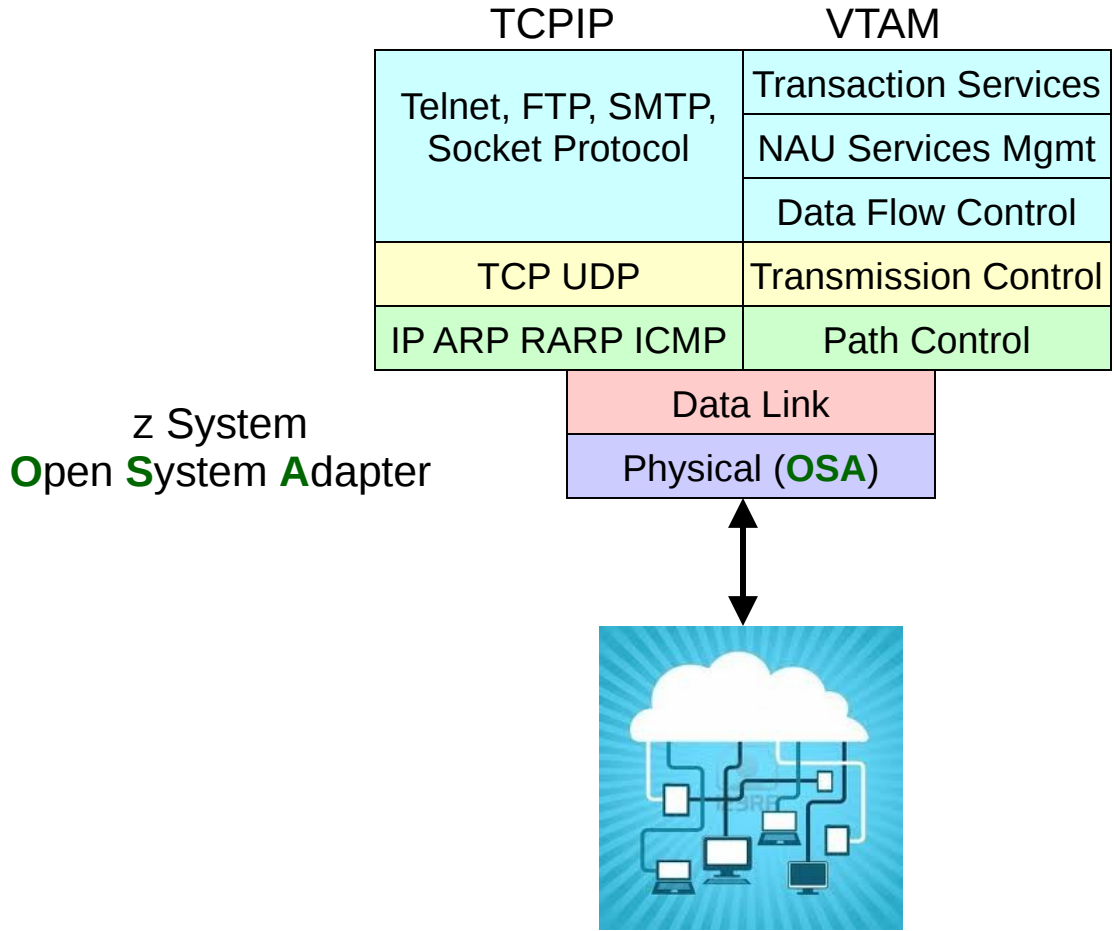 TCPIP
VTAM
Telnet, FTP, SMTP,
Socket Protocol
Transaction Services
NAU Services Mgmt
Data Flow Control
TCP UDP
Transmission Control
IP ARP RARP ICMP
Path Control
Data Link
Physical (OSA)
z System
Open System Adapter
123RF